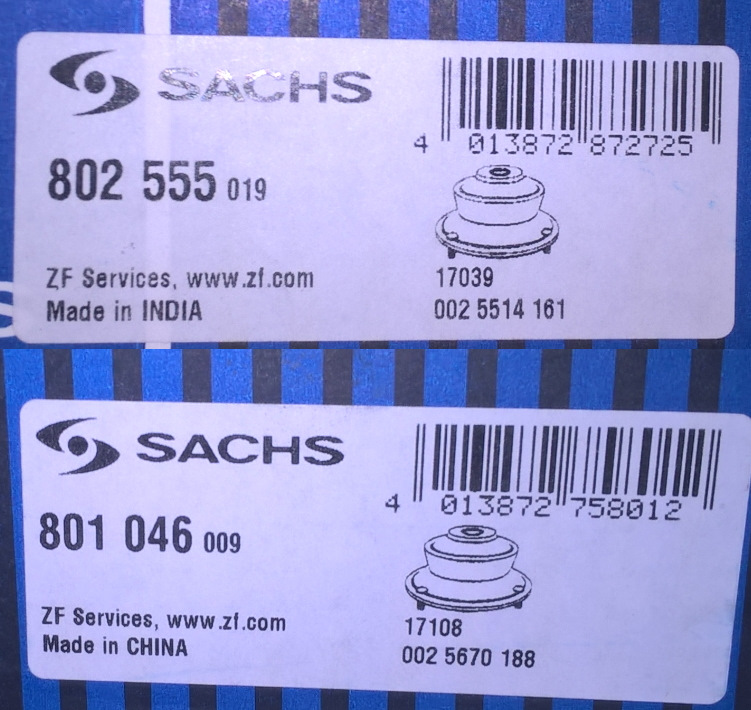 SACHS
4 013872 872725
802 555 019
ZF Services, www.zf.com
Made in INDIA
17039
002 5514 161
SACHS
4 013872 758012
801 046 009
ZF Services, www.zf.com
Made in CHINA
17108
002 5670 188